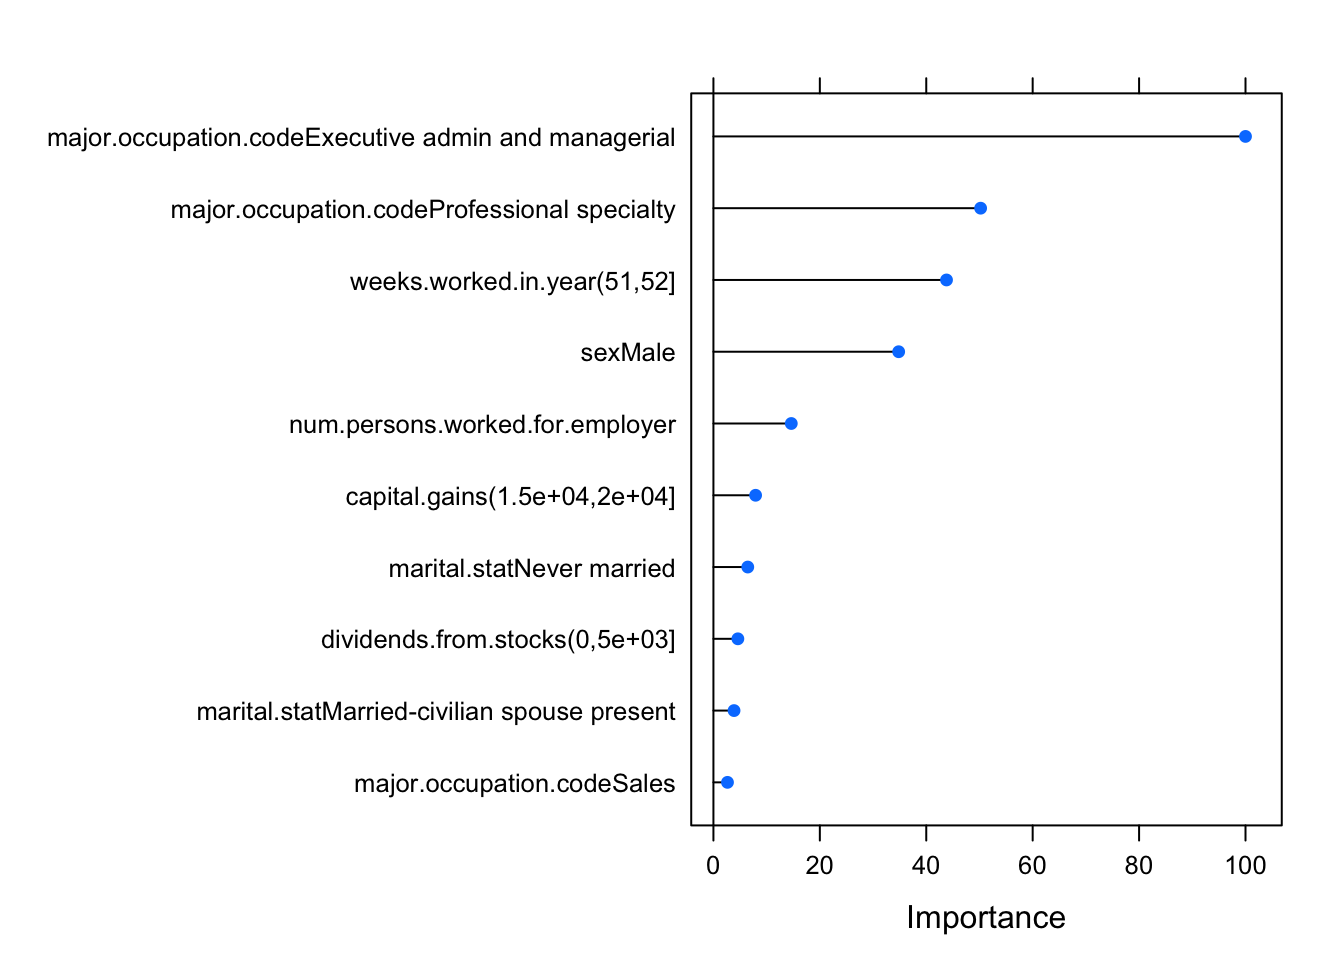 major.occupation.codeExecutive admin and managerial
major.occupation.codeProfessional specialty
weeks.worked.in.year(51,52]
sexMale
num.persons.worked.for.employer
capital.gains(1.5e+04,2e+04]
marital.statNever married
dividends.from.stocks(0,5e+03]
marital.statMarried-civilian spouse present
major.occupation.codeSales
0 20 40 60 80 100
Importance